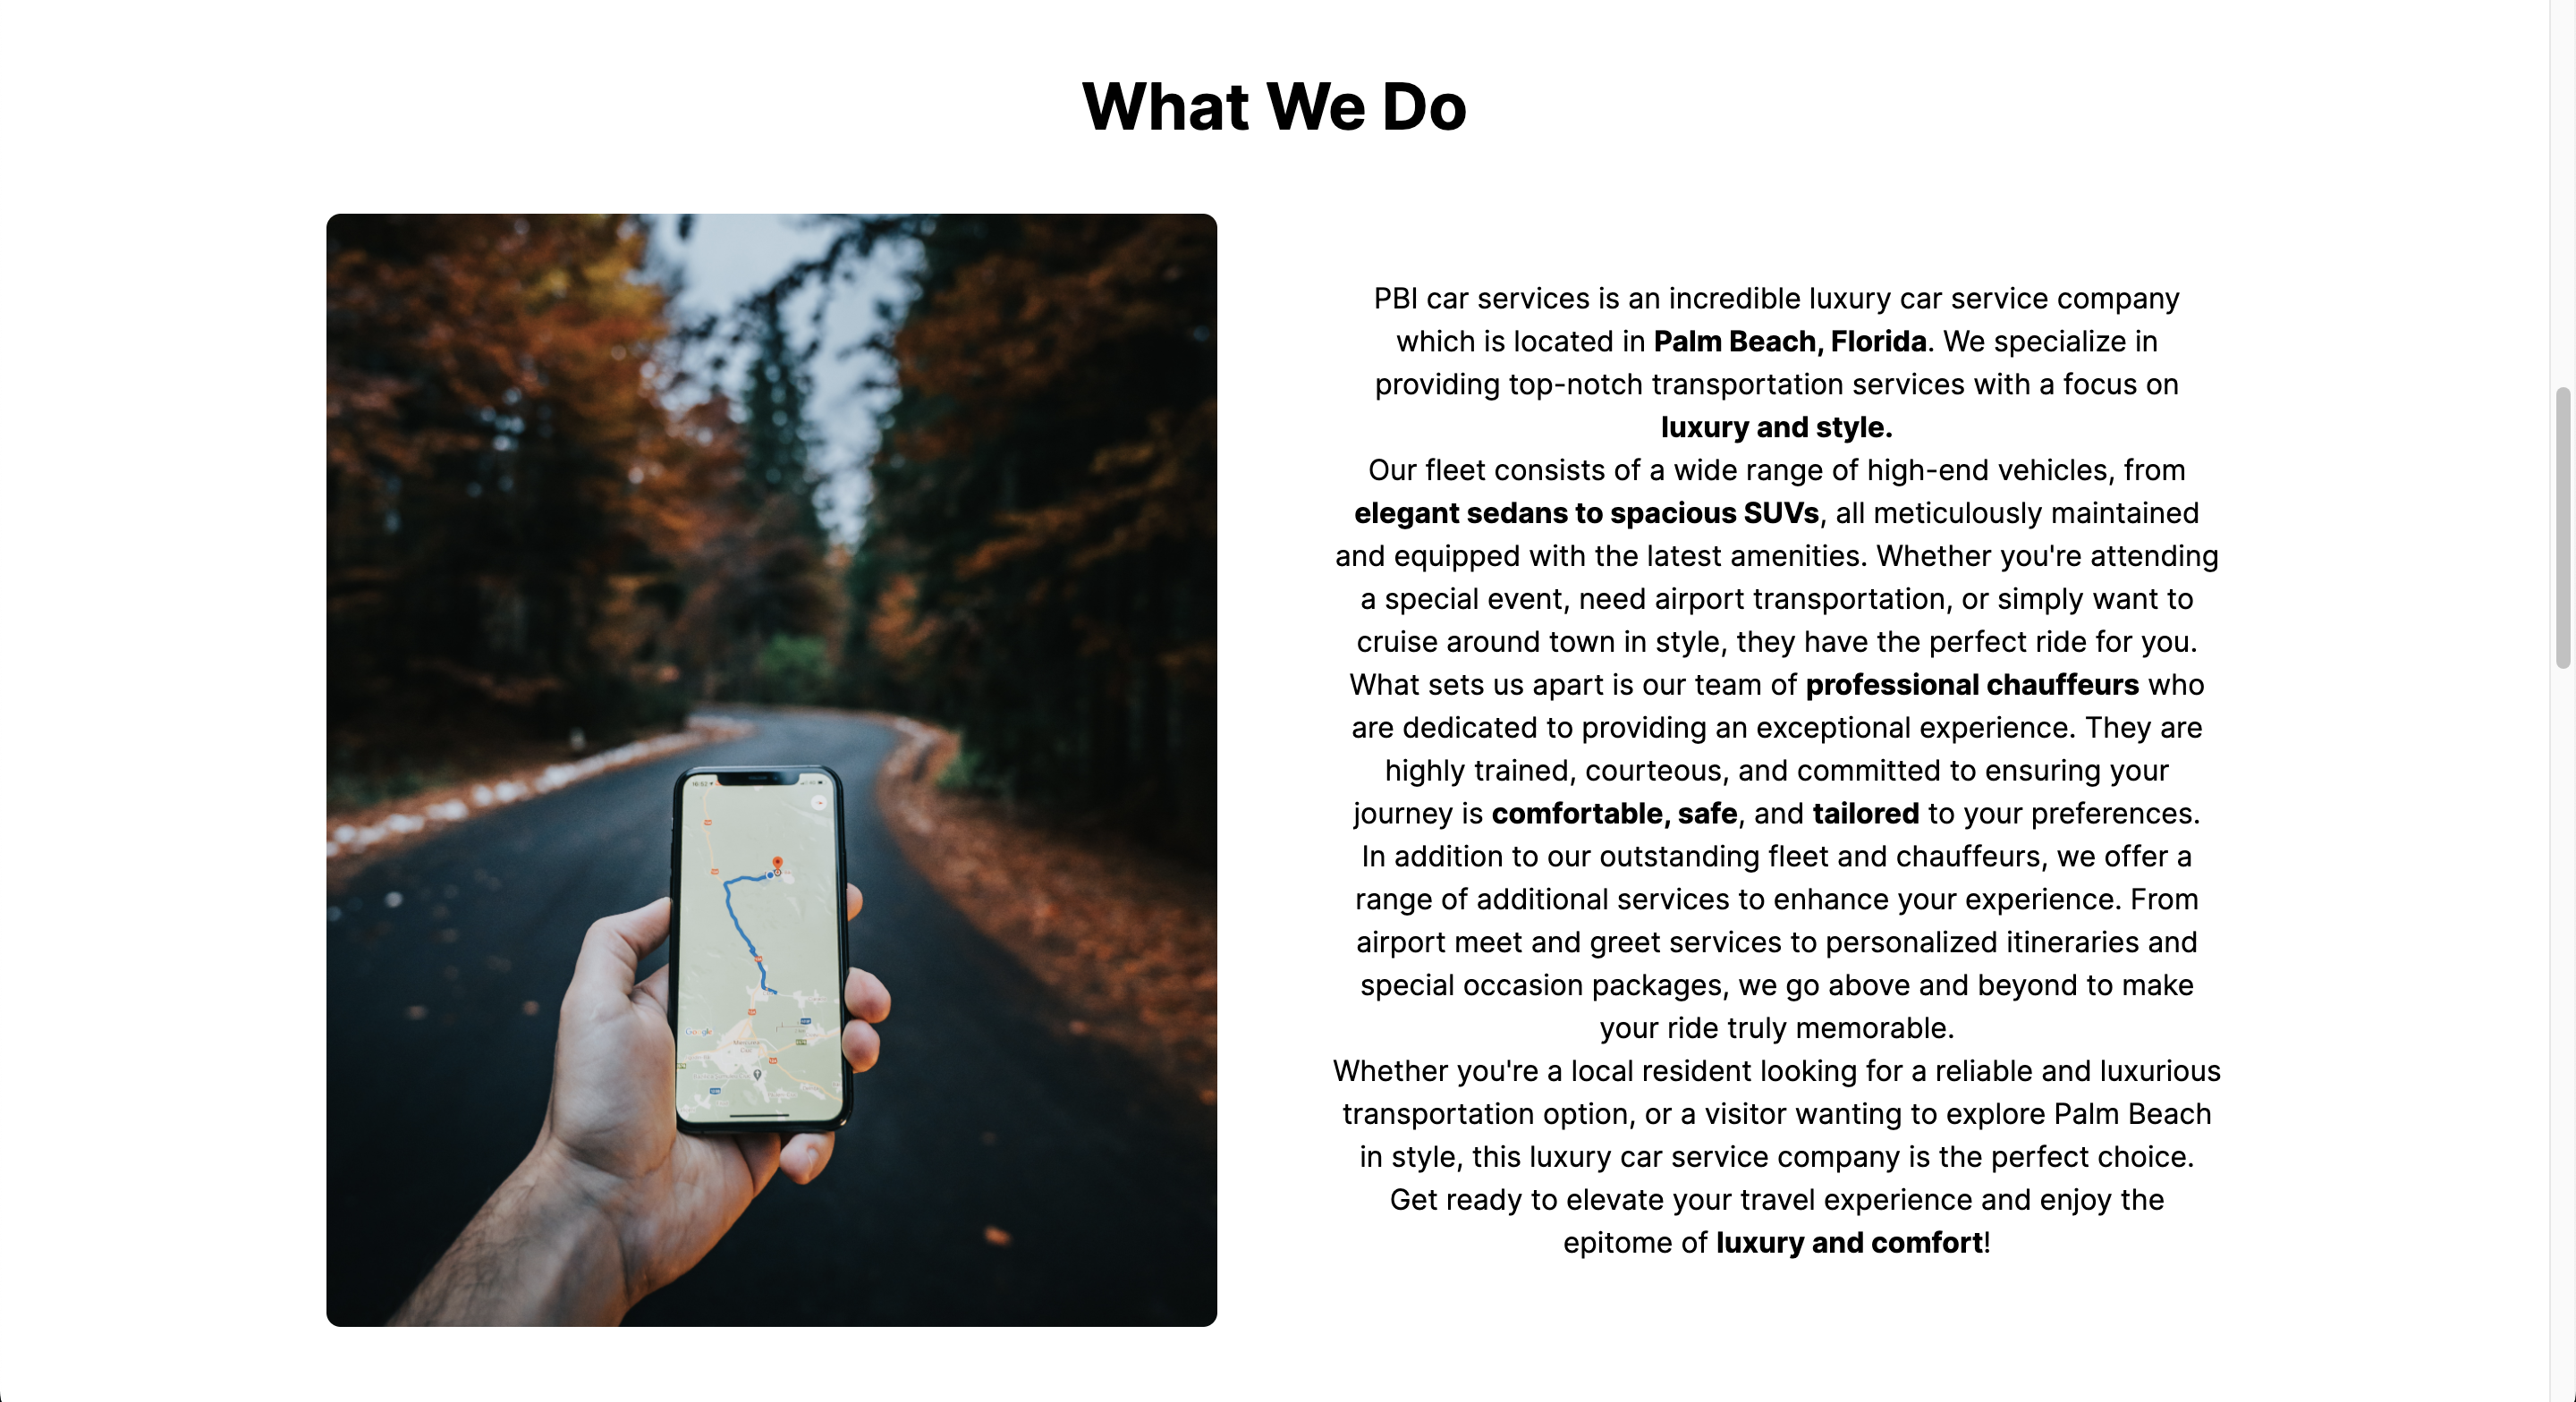 What We Do
PBI car services is an incredible luxury car service company
which is located in Palm Beach, Florida. We specialize in
providing top-notch transportation services with a focus on
luxury and style.
Our fleet consists of a wide range of high-end vehicles, from
elegant sedans to spacious SUVs, all meticulously maintained
and equipped with the latest amenities. Whether you're attending
a special event, need airport transportation, or simply want to
cruise around town in style, they have the perfect ride for you.
What sets us apart is our team of professional chauffeurs who
are dedicated to providing an exceptional experience. They are
highly trained, courteous, and committed to ensuring your
journey is comfortable, safe, and tailored to your preferences.
In addition to our outstanding fleet and chauffeurs, we offer a
range of additional services to enhance your experience. From
airport meet and greet services to personalized itineraries and
special occasion packages, we go above and beyond to make
your ride truly memorable.
Whether you're a local resident looking for a reliable and luxurious
transportation option, or a visitor wanting to explore Palm Beach
in style, this luxury car service company is the perfect choice.
Get ready to elevate your travel experience and enjoy the
epitome of luxury and comfort!
16:52
Google